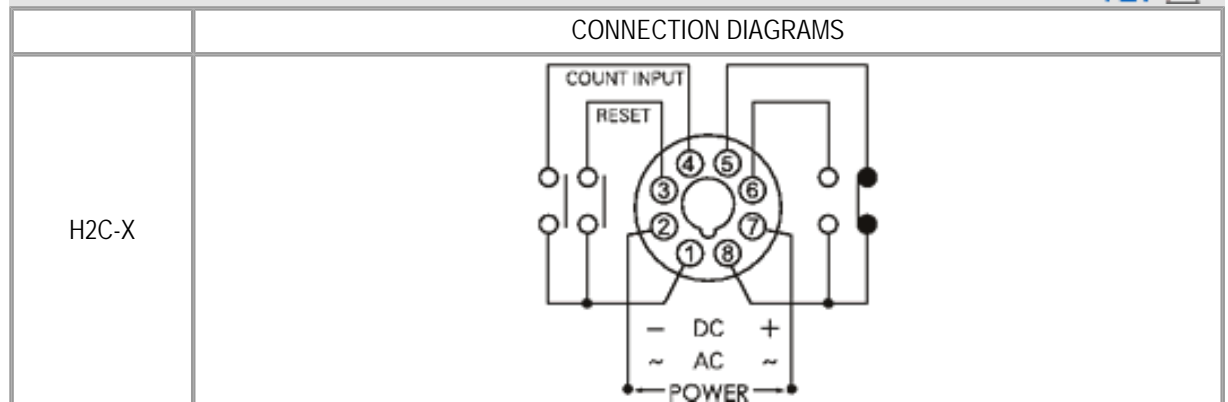 CONNECTION DIAGRAMS
H2C-X
COUNT INPUT
RESET
4 5
3 6
2 7
1 8
− DC +
~ AC ~
POWER